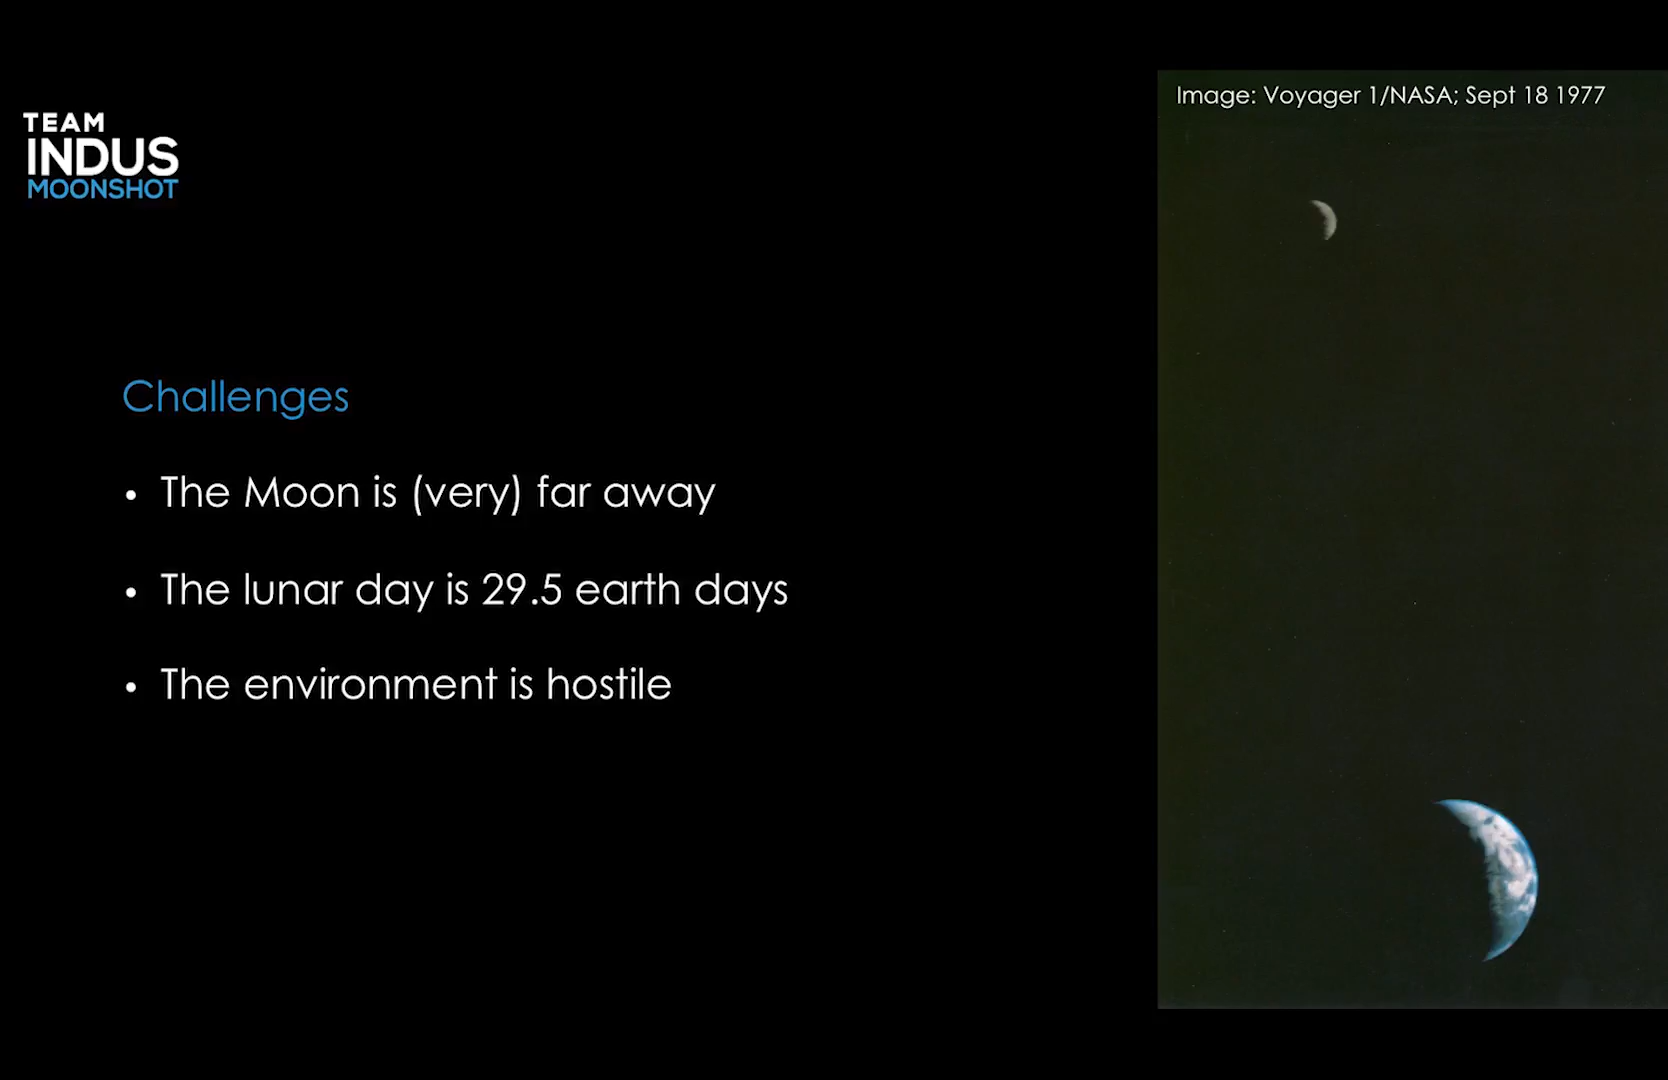 TEAM
INDUS
MOONSHOT
Image: Voyager 1/NASA; Sept 18 1977
Challenges
• The Moon is (very) far away
• The lunar day is 29.5 earth days
• The environment is hostile